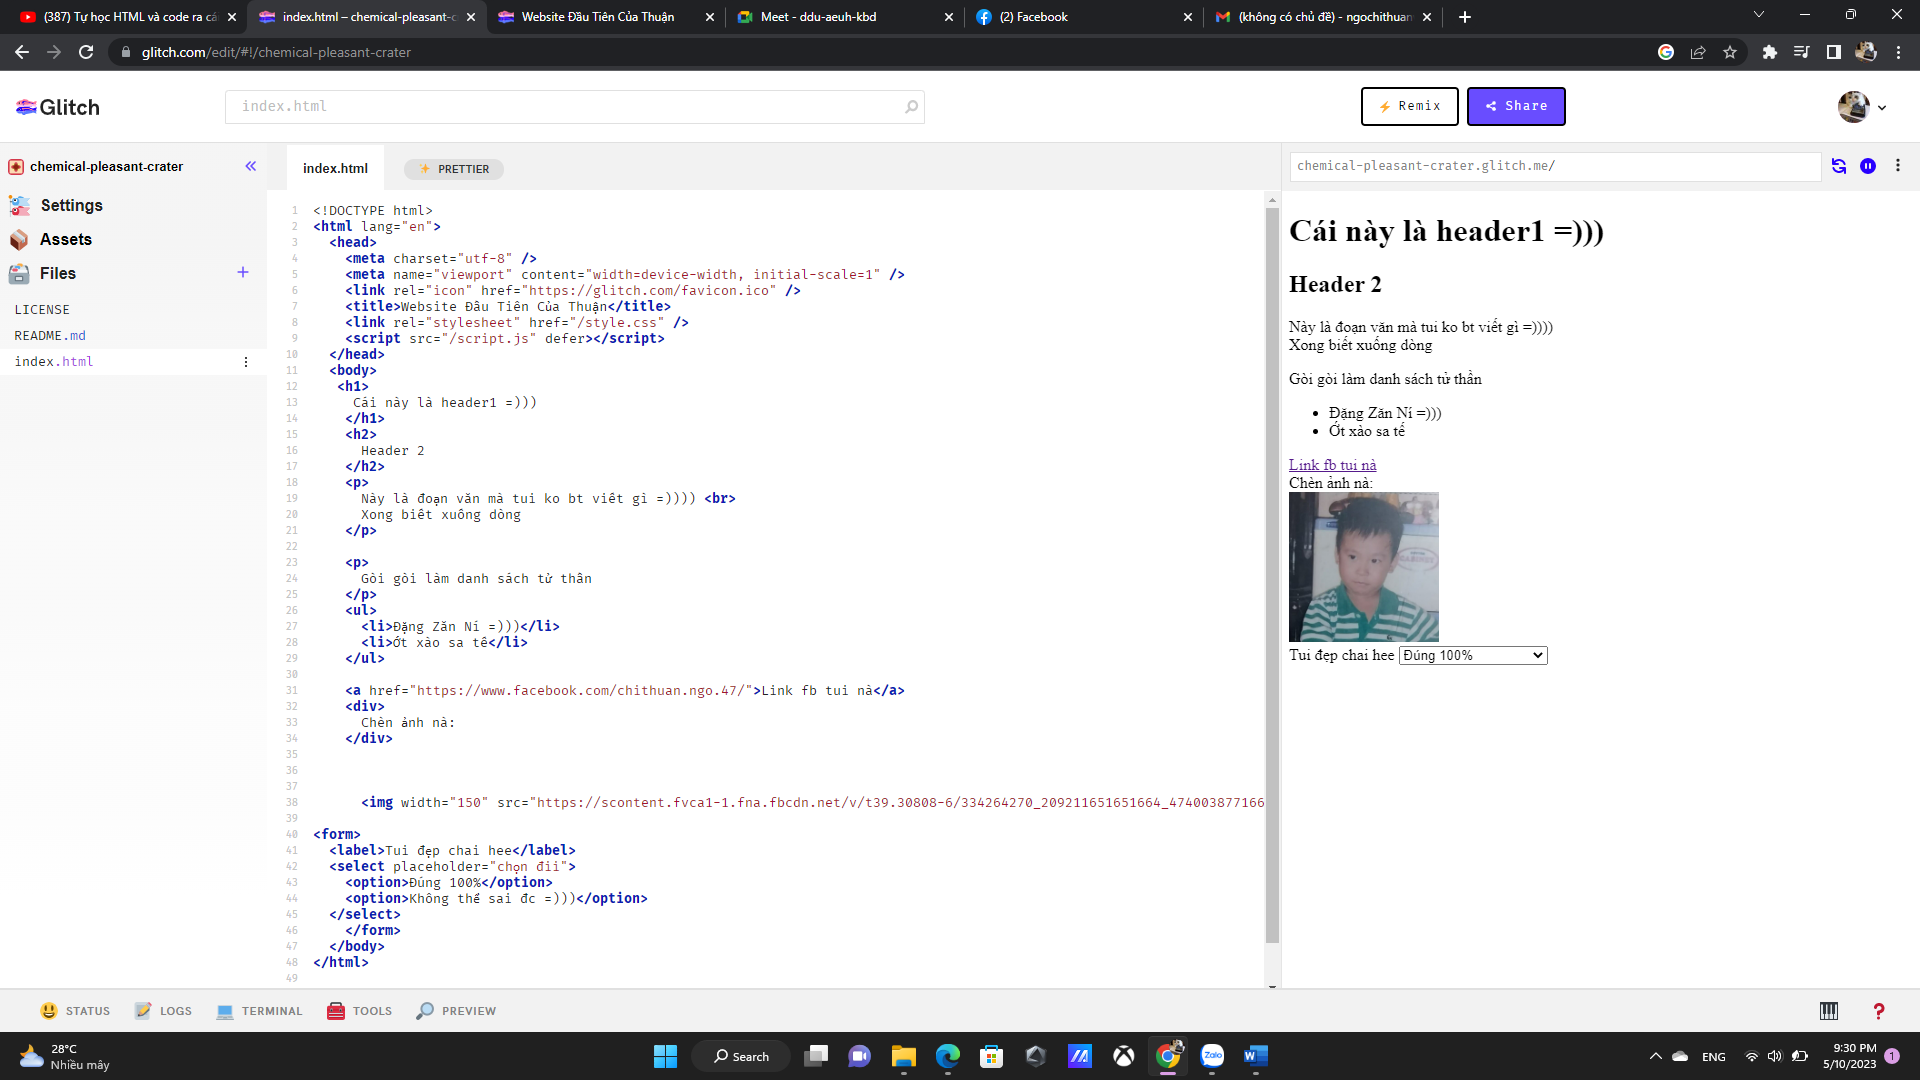 (387) Tự học HTML và code ra cá
index.html – chemical-pleasant-c
Website Đầu Tiên Của Thuận
Meet - ddu-aeuh-kbd
(2) Facebook
(không có chủ đề) - ngochithuan
glitch.com/edit/#!/chemical-pleasant-crater
Glitch
index.html
Remix
Share
chemical-pleasant-crater
Settings
Assets
Files
LICENSE
README.md
index.html
index.html
PRETTIER
1 <!DOCTYPE html>
2 <html lang="en">
3 <head>
4 <meta charset="utf-8" />
5 <meta name="viewport" content="width=device-width, initial-scale=1" />
6 <link rel="icon" href="https://glitch.com/favicon.ico" />
7 <title>Website Đầu Tiên Của Thuận</title>
8 <link rel="stylesheet" href="/style.css" />
9 <script src="/script.js" defer></script>
10 </head>
11 <body>
12 <h1>
13 Cái này là header1 =)))
14 </h1>
15 <h2>
16 Header 2
17 </h2>
18 <p>
19 Này là đoạn văn mà tui ko bt viết gì =)))) <br>
20 Xong biết xuống dòng
21 </p>
22
23 <p>
24 Gòi gòi làm danh sách tử thần
25 </p>
26 <ul>
27 <li>Đặng Zăn Ní =)))</li>
28 <li>Ớt xào sa tế</li>
29 </ul>
30
31 <a href="https://www.facebook.com/chithuan.ngo.47/">Link fb tui nà</a>
32 <div>
33 Chèn ảnh nà:
34 </div>
35
36
37
38 <img width="150" src="https://scontent.fvca1-1.fna.fbcdn.net/v/t39.30808-6/334264270_209211651651664_474003877166
39
40 <form>
41 <label>Tui đẹp chai hee</label>
42 <select placeholder="chọn đii">
43 <option>Đúng 100%</option>
44 <option>Không thể sai đc =)))</option>
45 </select>
46 </form>
47 </body>
48 </html>
49
chemical-pleasant-crater.glitch.me/
Cái này là header1 =)))
Header 2
Này là đoạn văn mà tui ko bt viết gì =))))
Xong biết xuống dòng
Gòi gòi làm danh sách tử thần
Đặng Zăn Ní =)))
Ớt xào sa tế
Link fb tui nà
Chèn ảnh nà:
Tui đẹp chai hee Đúng 100%
STATUS
LOGS
TERMINAL
TOOLS
PREVIEW
28°C
Nhiều mây
Search
Zalo
ENG
9:30 PM
5/10/2023
1